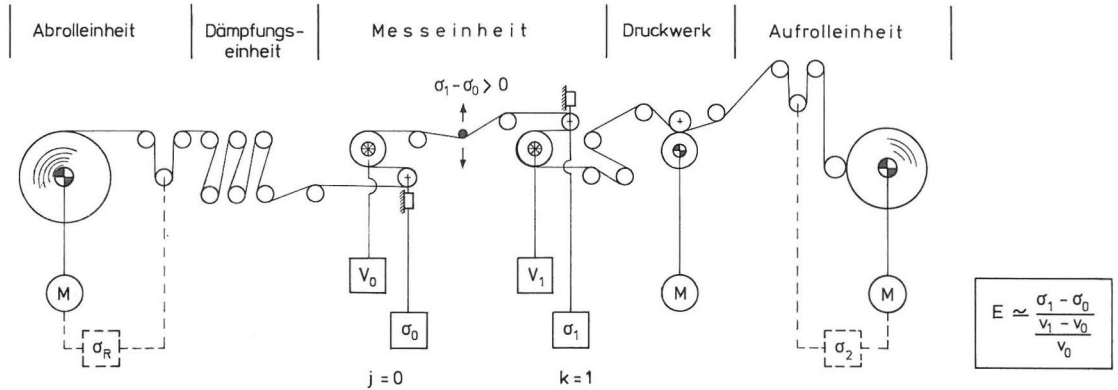 Abrolleinheit
Dämpfungs-
einheit
Messeinheit
Druckwerk
Aufrolleinheit
σ₁-σ₀>0
V₀
V₁
M
M
M
σ_R
σ₀
σ₁
σ₂
j=0
k=1
E ≃ σ₁ - σ₀
v₁ - v₀
v₀